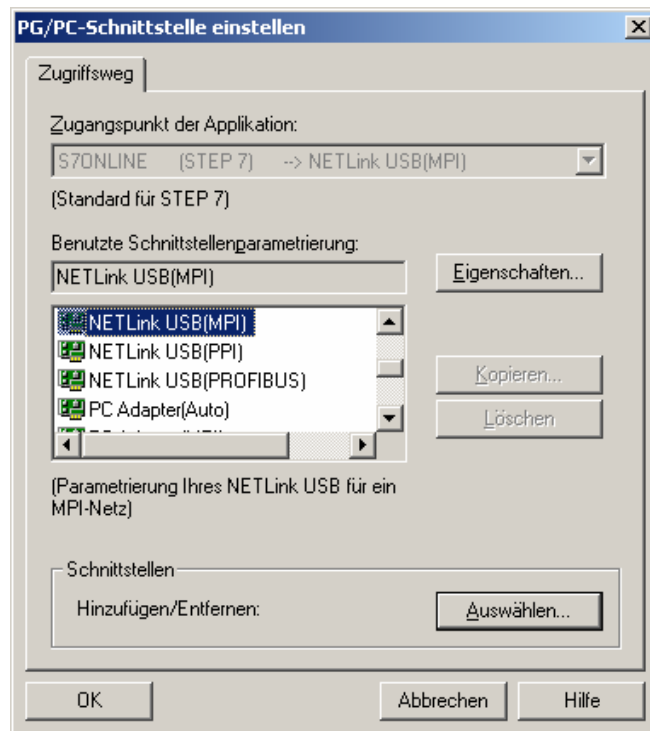 PG/PC-Schnittstelle einstellen
Zugriffsweg
Zugangspunkt der Applikation:
S7ONLINE (STEP 7) --> NETLink USB(MPI)
(Standard für STEP 7)
Benutzte Schnittstellenparametrierung:
NETLink USB(MPI)
Eigenschaften...
NETLink USB(MPI)
NETLink USB(PPI)
NETLink USB(PROFIBUS)
PC Adapter(Auto)
Kopieren...
Löschen
(Parametrierung Ihres NETLink USB für ein
MPI-Netz)
Schnittstellen
Hinzufügen/Entfernen:
Auswählen...
OK
Abbrechen
Hilfe